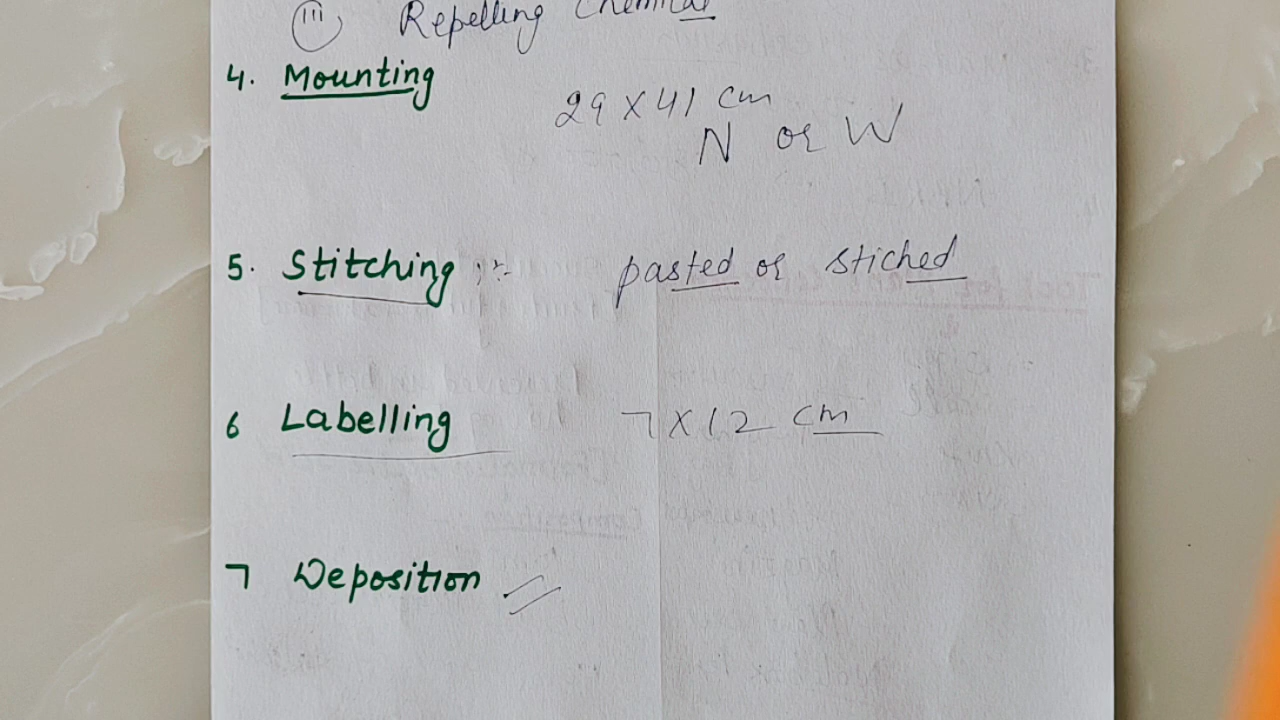 (iii) Repelling Chemical
4. Mounting
29 X 41 cm
N or W
5. Stitching :- pasted or stiched
6 Labelling 7 X 12 cm
7 Deposition